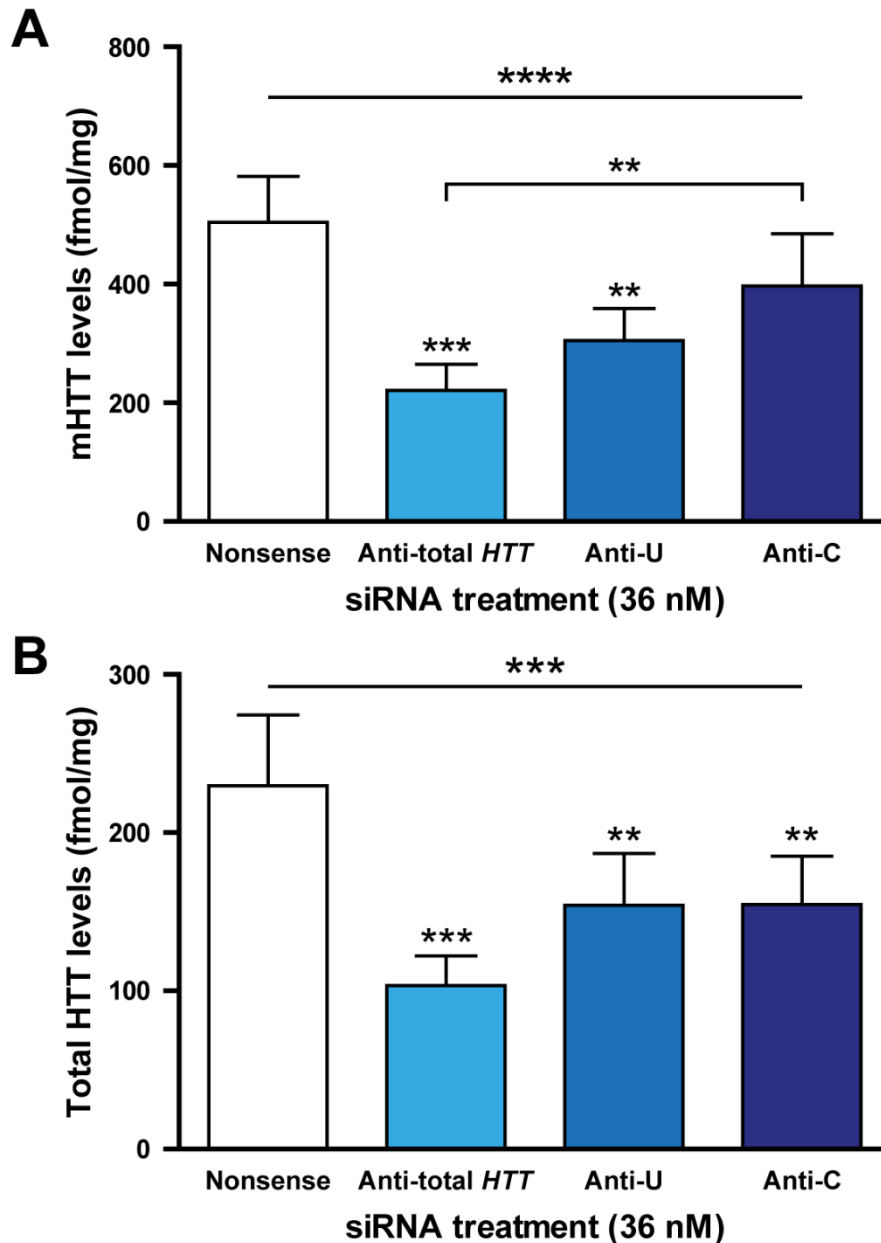 A
800
****
mHTT levels (fmol/mg)
600
**
400
**
***
200
0
Nonsense Anti-total HTT Anti-U Anti-C
siRNA treatment (36 nM)
B
300
***
Total HTT levels (fmol/mg)
200
** **
***
100
0
Nonsense Anti-total HTT Anti-U Anti-C
siRNA treatment (36 nM)